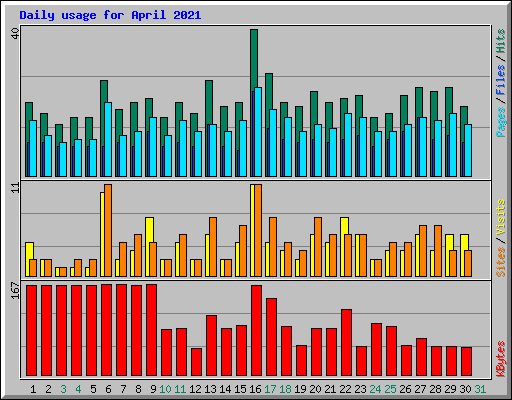 Daily usage for April 2021
40
Pages / Files / Hits
11
Sites / Visits
167
KBytes
1 2 3 4 5 6 7 8 9 10 11 12 13 14 15 16 17 18 19 20 21 22 23 24 25 26 27 28 29 30 31